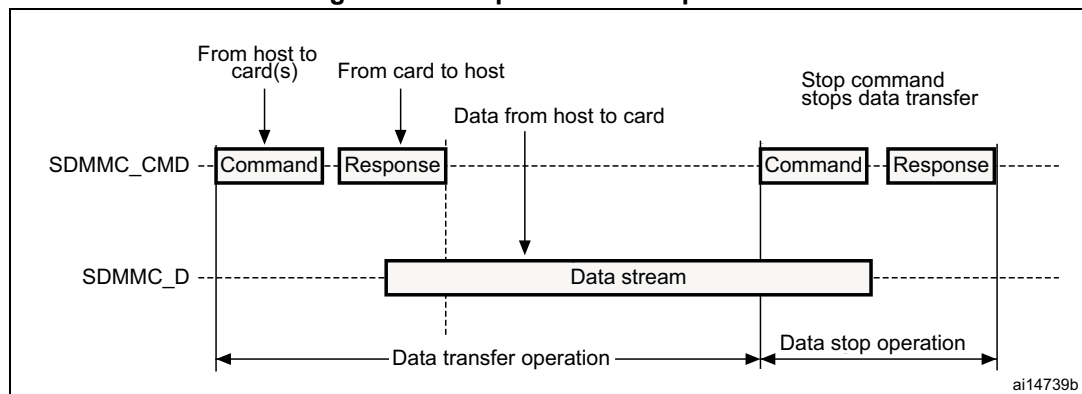 From host to
card(s)
From card to host
Stop command
stops data transfer
Data from host to card
SDMMC_CMD
Command
Response
Command
Response
SDMMC_D
Data stream
Data transfer operation
Data stop operation
ai14739b